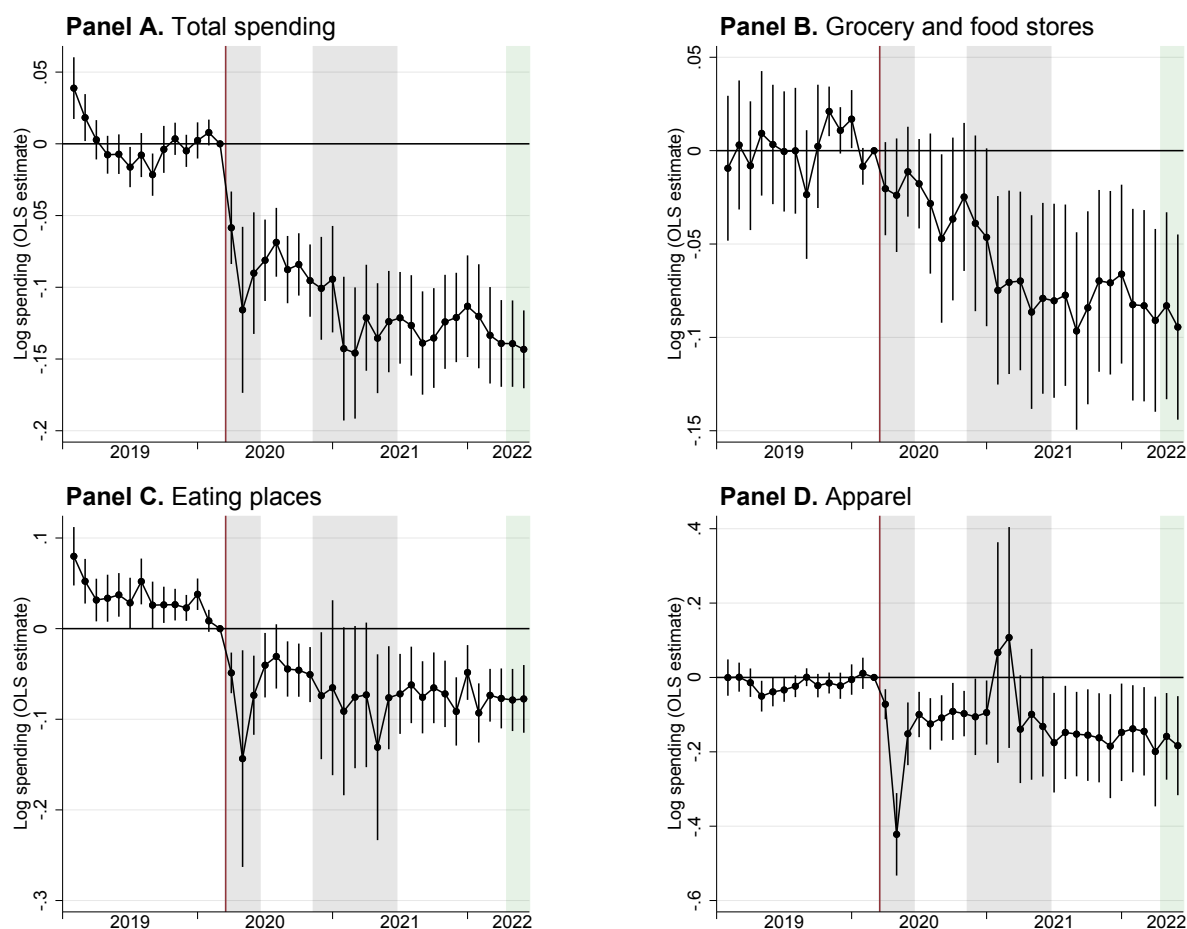 Panel A. Total spending
Log spending (OLS estimate)
.05
0
-.05
-.1
-.15
-.2
2019 2020 2021 2022
Panel B. Grocery and food stores
Log spending (OLS estimate)
.05
0
-.05
-.1
-.15
2019 2020 2021 2022
Panel C. Eating places
Log spending (OLS estimate)
.1
0
-.1
-.2
-.3
2019 2020 2021 2022
Panel D. Apparel
Log spending (OLS estimate)
.4
.2
0
-.2
-.4
-.6
2019 2020 2021 2022